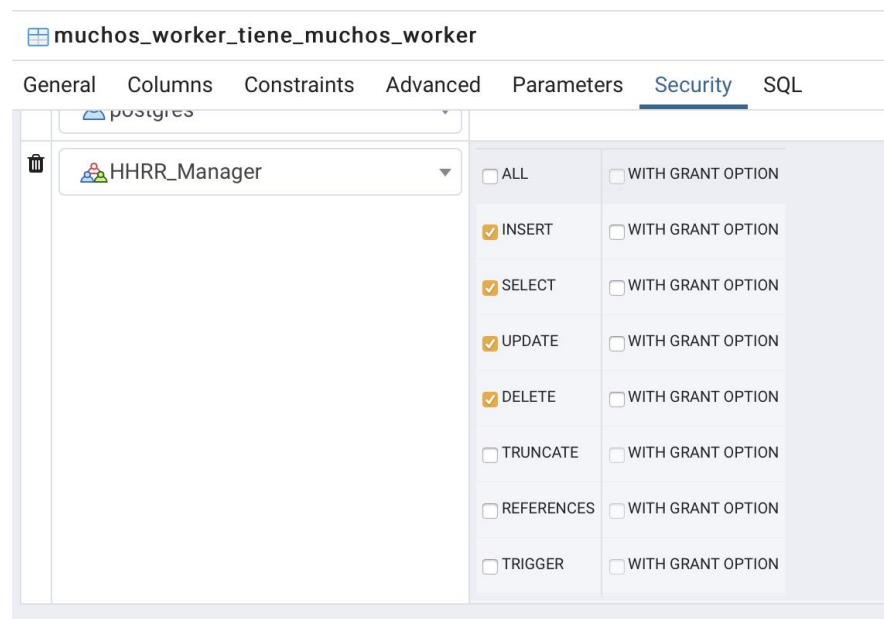 muchos_worker_tiene_muchos_worker
General Columns Constraints Advanced Parameters Security SQL
postgres
HHRR_Manager
ALL WITH GRANT OPTION
INSERT WITH GRANT OPTION
SELECT WITH GRANT OPTION
UPDATE WITH GRANT OPTION
DELETE WITH GRANT OPTION
TRUNCATE WITH GRANT OPTION
REFERENCES WITH GRANT OPTION
TRIGGER WITH GRANT OPTION